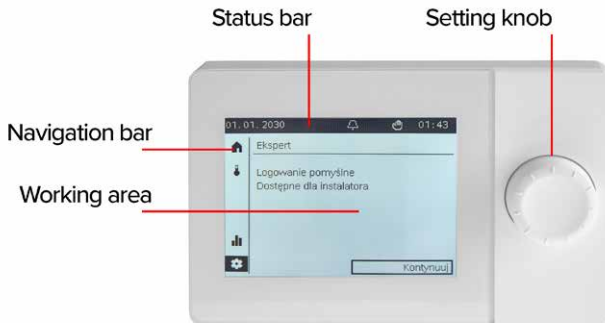 Status bar
Setting knob
01. 01. 2030 01:43
Navigation bar
Ekspert
Working area
Logowanie pomyślne
Dostępne dla instalatora
Kontynuuj